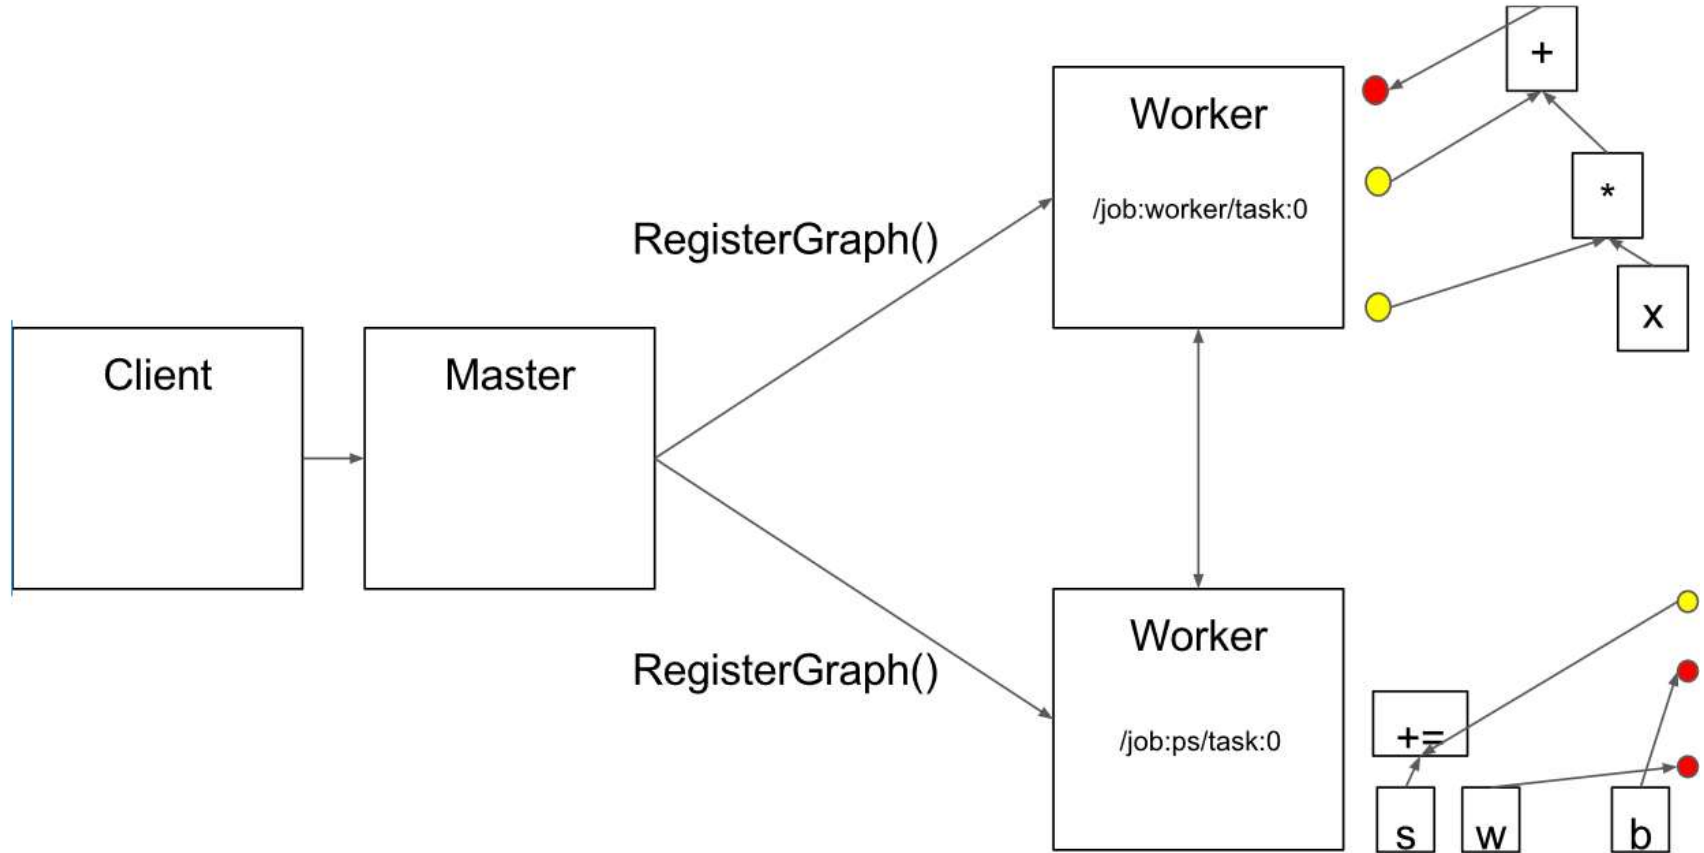 +
Worker
*
/job:worker/task:0
RegisterGraph()
x
Client
Master
Worker
RegisterGraph()
+=
/job:ps/task:0
s
w
b